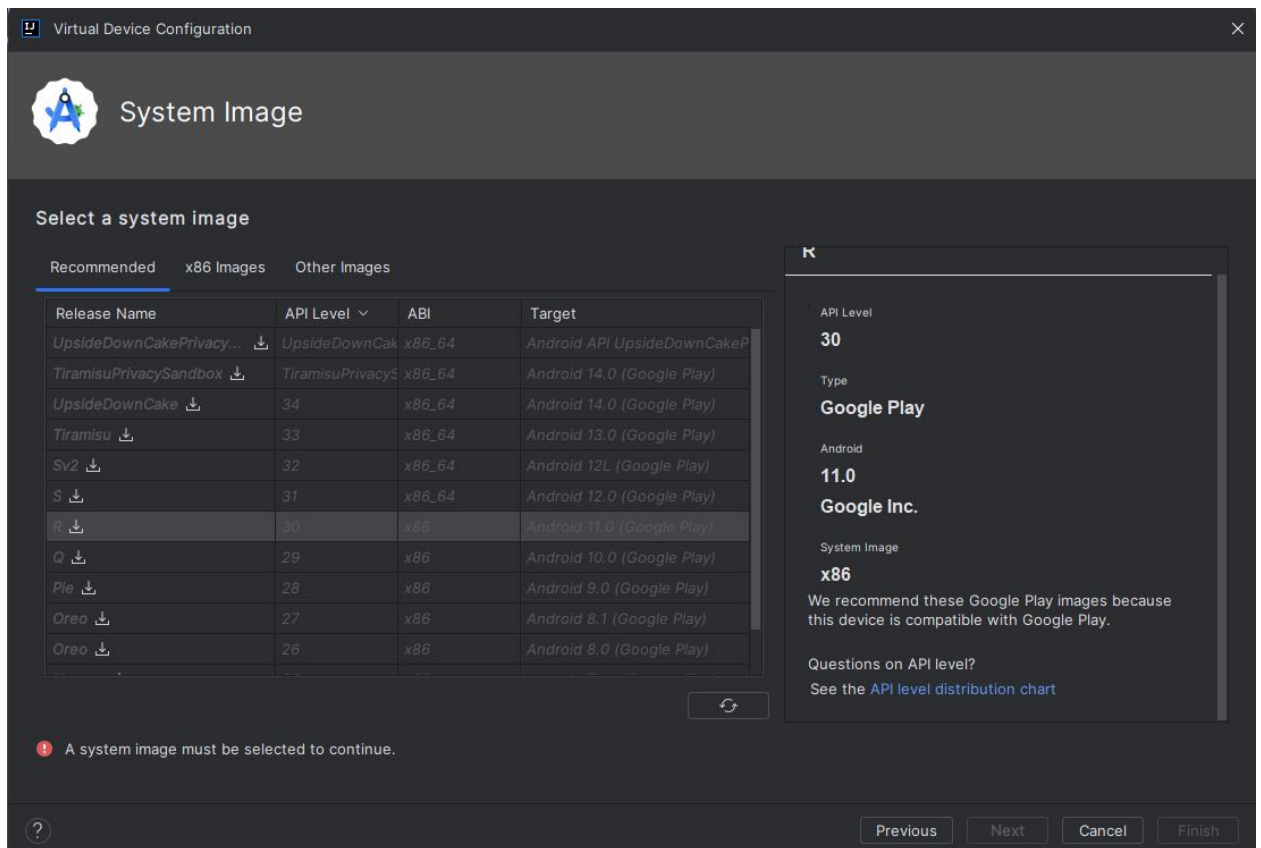 Virtual Device Configuration
System Image
Select a system image
Recommended x86 Images Other Images
Release Name API Level ABI Target
UpsideDownCakePrivacy... UpsideDownCak x86_64 Android API UpsideDownCakeP
TiramisuPrivacySandbox TiramisuPrivacyS x86_64 Android 14.0 (Google Play)
UpsideDownCake 34 x86_64 Android 14.0 (Google Play)
Tiramisu 33 x86_64 Android 13.0 (Google Play)
Sv2 32 x86_64 Android 12L (Google Play)
S 31 x86_64 Android 12.0 (Google Play)
R 30 x86 Android 11.0 (Google Play)
Q 29 x86 Android 10.0 (Google Play)
Pie 28 x86 Android 9.0 (Google Play)
Oreo 27 x86 Android 8.1 (Google Play)
Oreo 26 x86 Android 8.0 (Google Play)
R
API Level
30
Type
Google Play
Android
11.0
Google Inc.
System Image
x86
We recommend these Google Play images because
this device is compatible with Google Play.
Questions on API level?
See the API level distribution chart
A system image must be selected to continue.
? Previous Next Cancel Finish